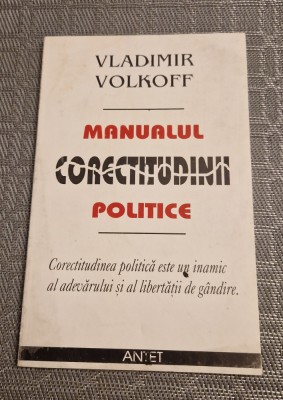 VLADIMIR
VOLKOFF
MANUALUL
CORECTITUDINII
POLITICE
Corectitudinea politică este un inamic
al adevărului și al libertății de gândire.
ANTET